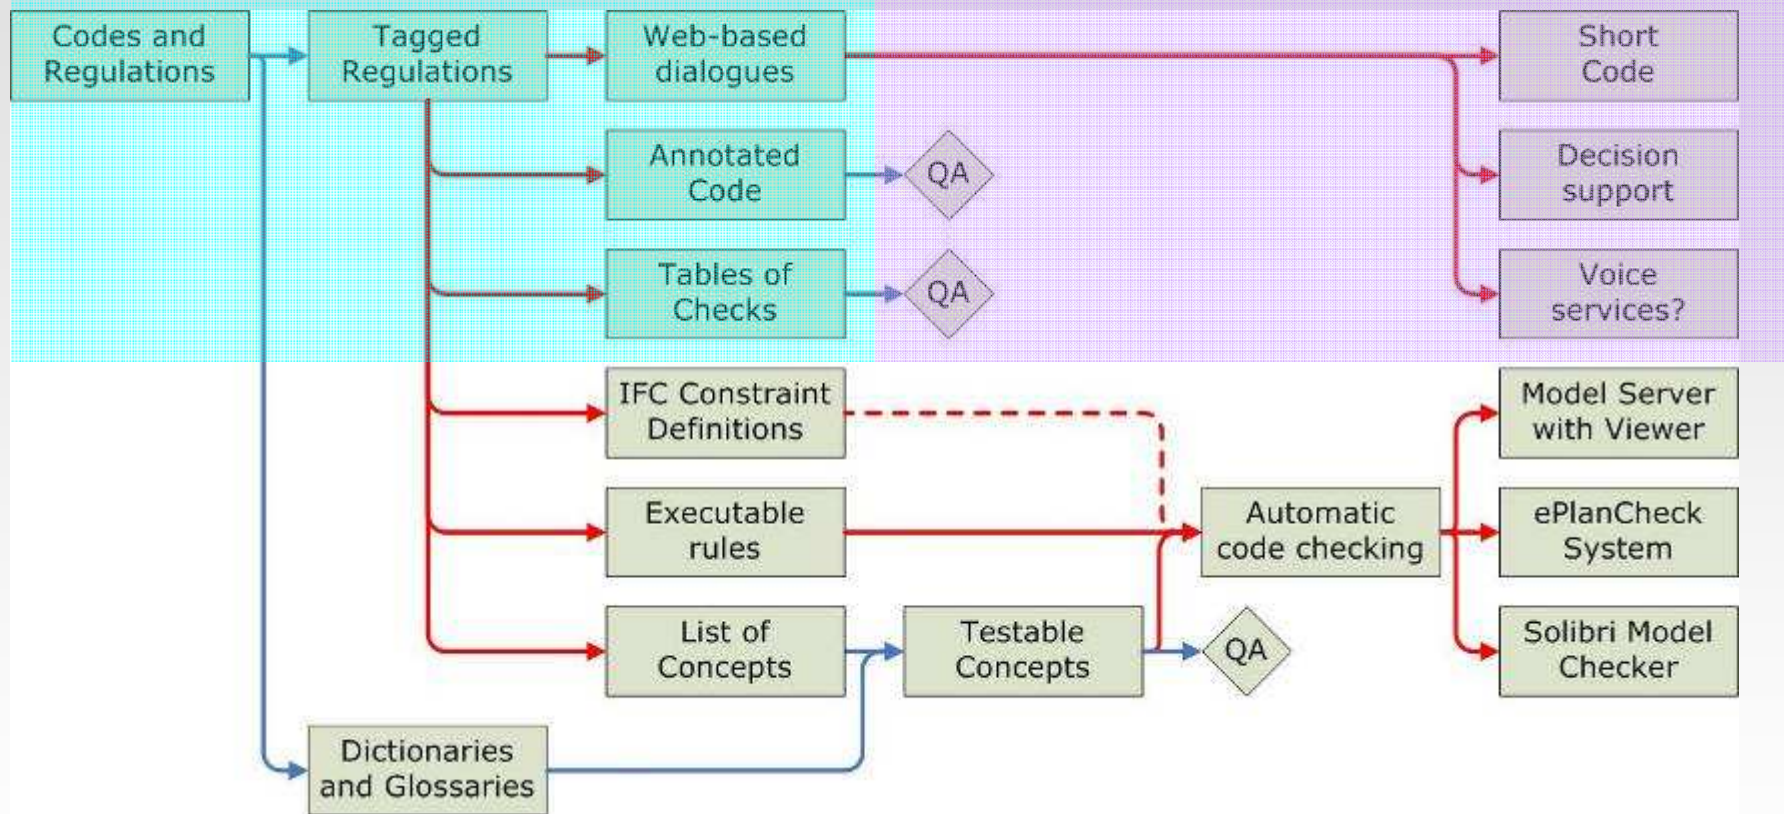 Codes and
Regulations
Tagged
Regulations
Web-based
dialogues
Short
Code
Annotated
Code
QA
Decision
support
Tables of
Checks
QA
Voice
services?
IFC Constraint
Definitions
Model Server
with Viewer
Executable
rules
Automatic
code checking
ePlanCheck
System
List of
Concepts
Testable
Concepts
QA
Solibri Model
Checker
Dictionaries
and Glossaries